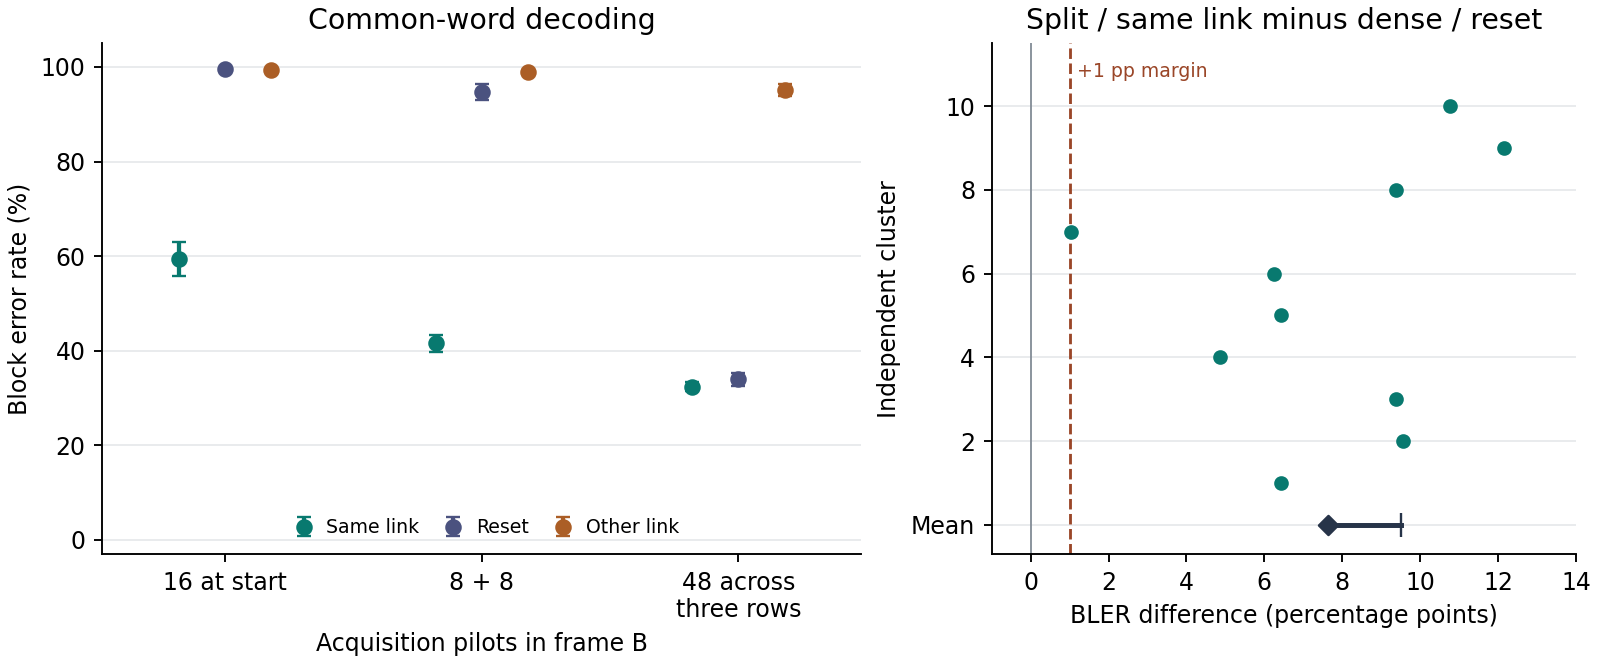 Common-word decoding
Block error rate (%)
100
80
60
40
20
0
Same link
Reset
Other link
16 at start
8 + 8
48 across
three rows
Acquisition pilots in frame B
Split / same link minus dense / reset
+1 pp margin
Independent cluster
10
8
6
4
2
Mean
0 2 4 6 8 10 12 14
BLER difference (percentage points)